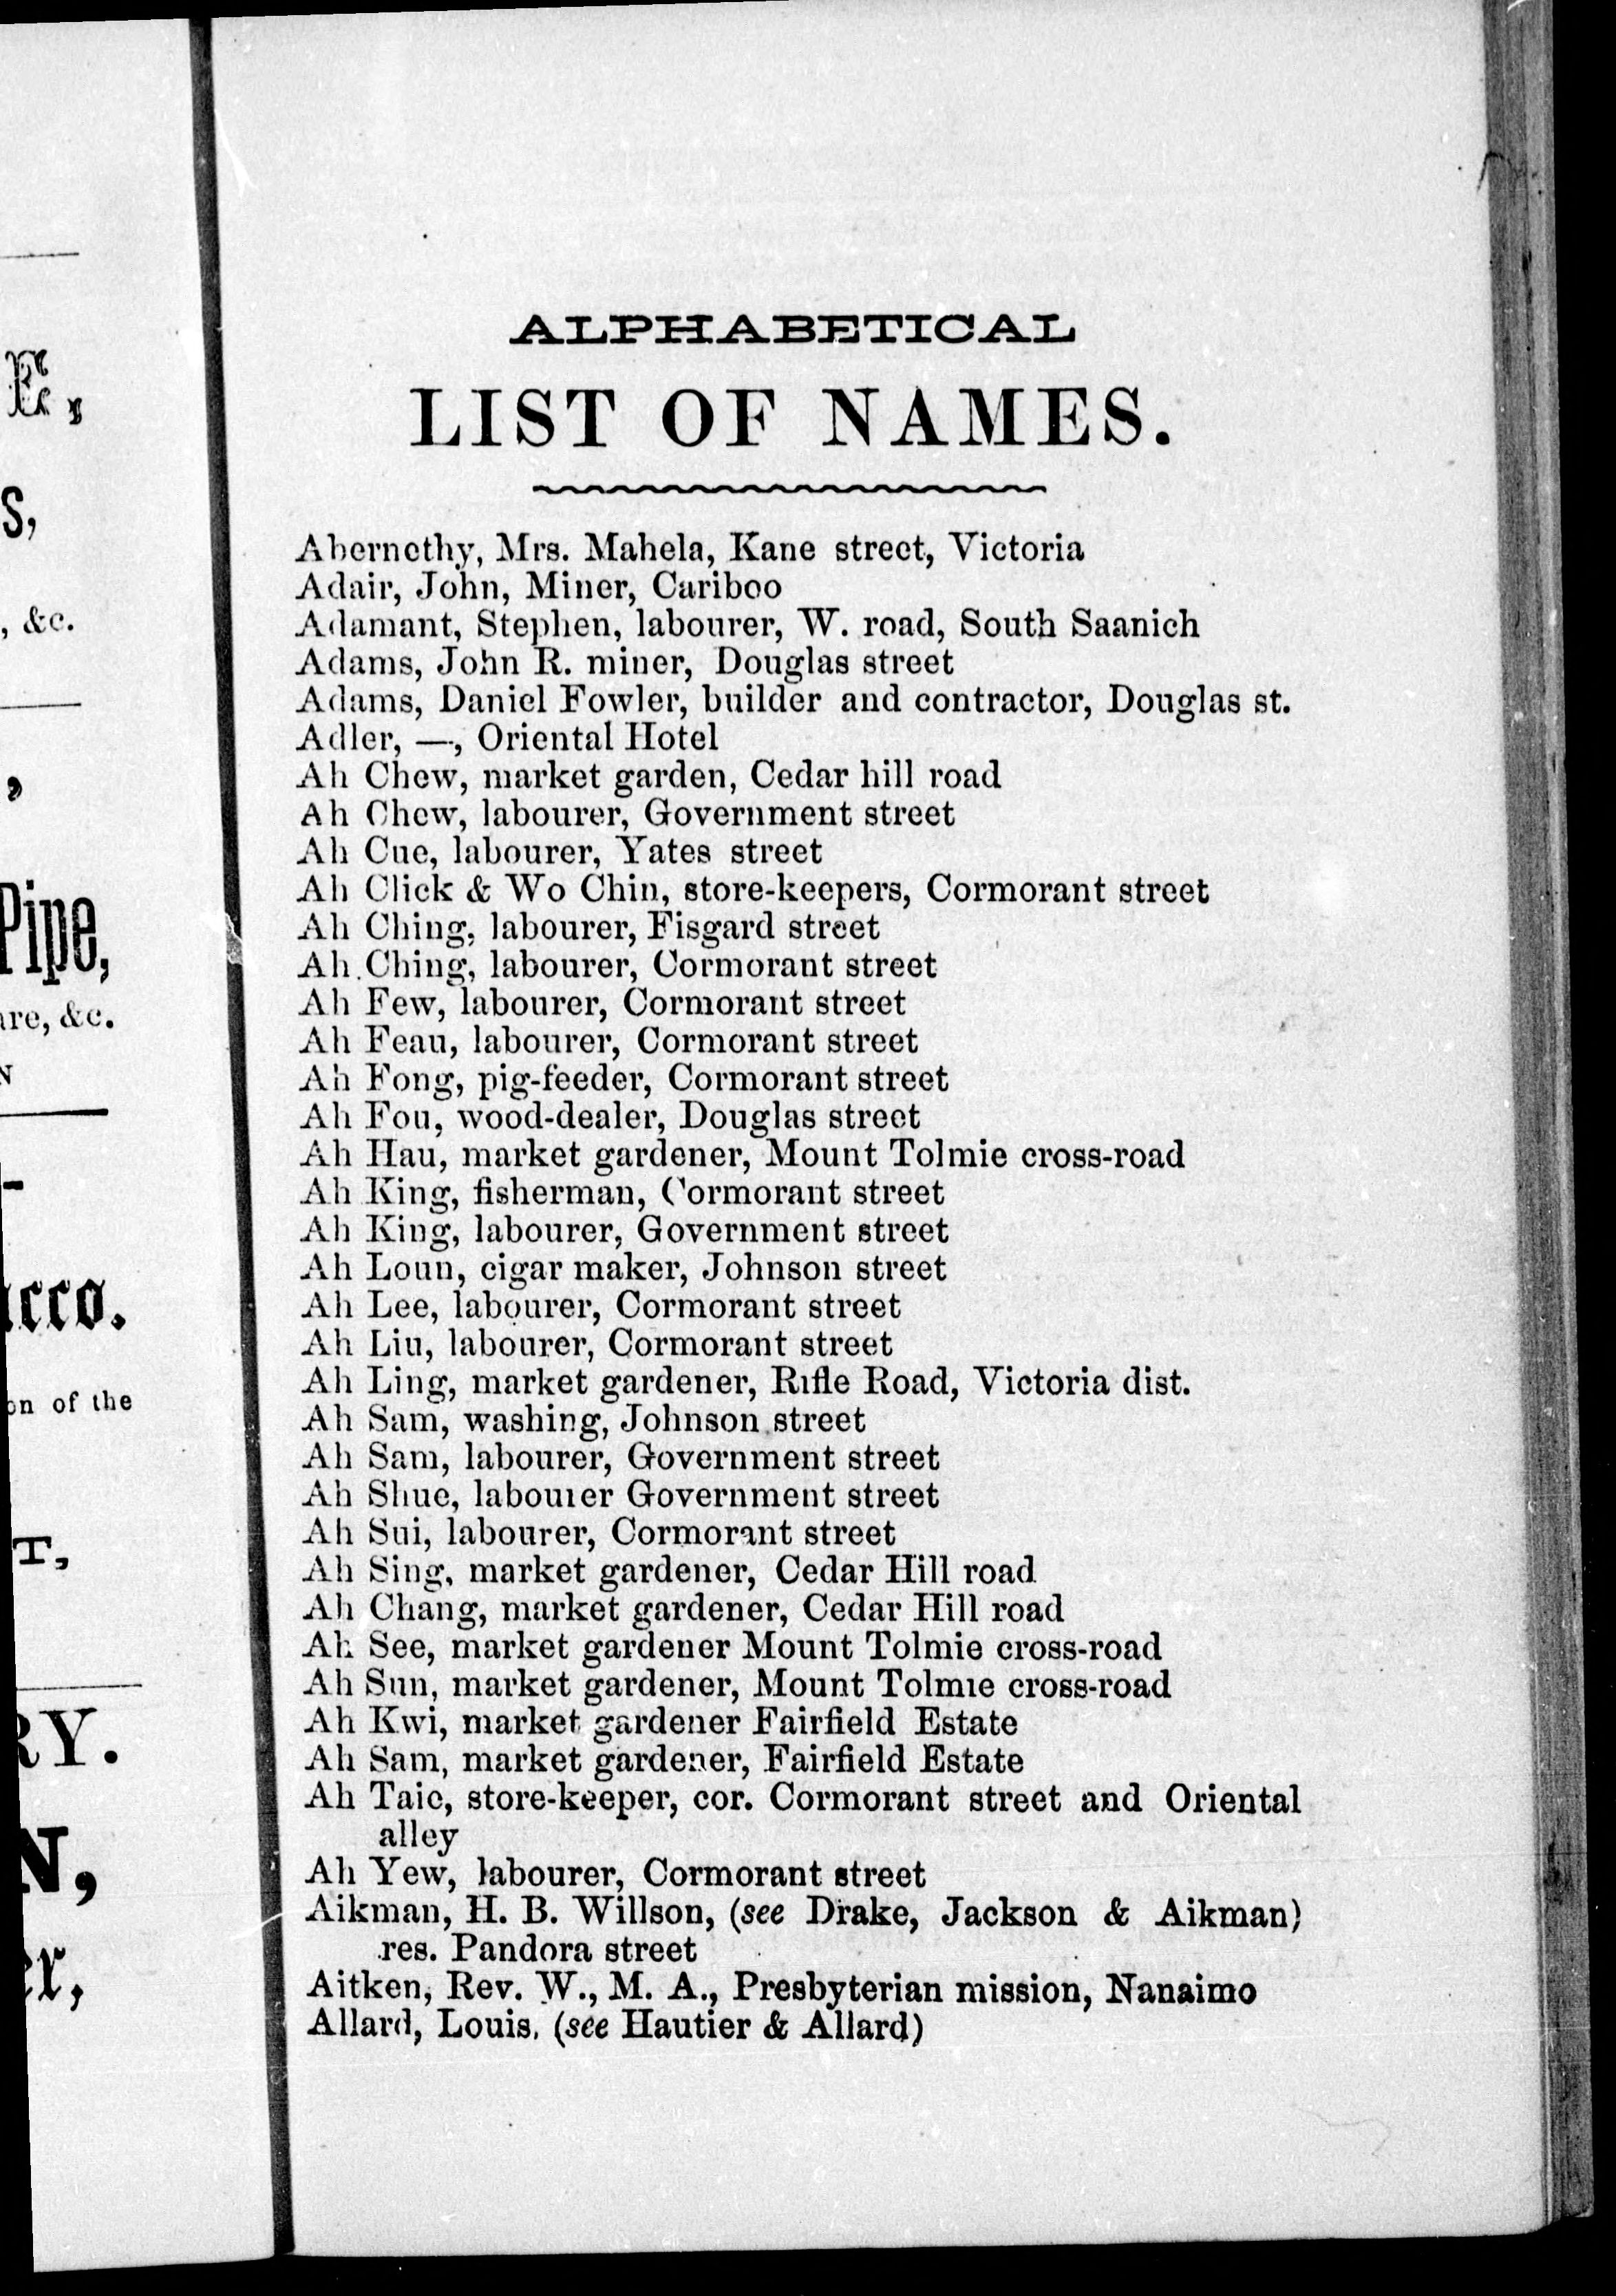 E,
s,
, &c.
,
Pipe,
are, &c.
N
-
acco.
on of the
T,
RY.
N,
er,
ALPHABETICAL
LIST OF NAMES.
Abernethy, Mrs. Mahela, Kane street, Victoria
Adair, John, Miner, Cariboo
Adamant, Stephen, labourer, W. road, South Saanich
Adams, John R. miner, Douglas street
Adams, Daniel Fowler, builder and contractor, Douglas st.
Adler, —, Oriental Hotel
Ah Chew, market garden, Cedar hill road
Ah Chew, labourer, Government street
Ah Cue, labourer, Yates street
Ah Click & Wo Chin, store-keepers, Cormorant street
Ah Ching, labourer, Fisgard street
Ah Ching, labourer, Cormorant street
Ah Few, labourer, Cormorant street
Ah Feau, labourer, Cormorant street
Ah Fong, pig-feeder, Cormorant street
Ah Fou, wood-dealer, Douglas street
Ah Hau, market gardener, Mount Tolmie cross-road
Ah King, fisherman, Cormorant street
Ah King, labourer, Government street
Ah Loun, cigar maker, Johnson street
Ah Lee, labourer, Cormorant street
Ah Liu, labourer, Cormorant street
Ah Ling, market gardener, Rifle Road, Victoria dist.
Ah Sam, washing, Johnson street
Ah Sam, labourer, Government street
Ah Shue, labourer Government street
Ah Sui, labourer, Cormorant street
Ah Sing, market gardener, Cedar Hill road
Ah Chang, market gardener, Cedar Hill road
Ah See, market gardener Mount Tolmie cross-road
Ah Sun, market gardener, Mount Tolmie cross-road
Ah Kwi, market gardener Fairfield Estate
Ah Sam, market gardener, Fairfield Estate
Ah Taic, store-keeper, cor. Cormorant street and Oriental
alley
Ah Yew, labourer, Cormorant street
Aikman, H. B. Willson, (see Drake, Jackson & Aikman)
res. Pandora street
Aitken, Rev. W., M. A., Presbyterian mission, Nanaimo
Allard, Louis, (see Hautier & Allard)